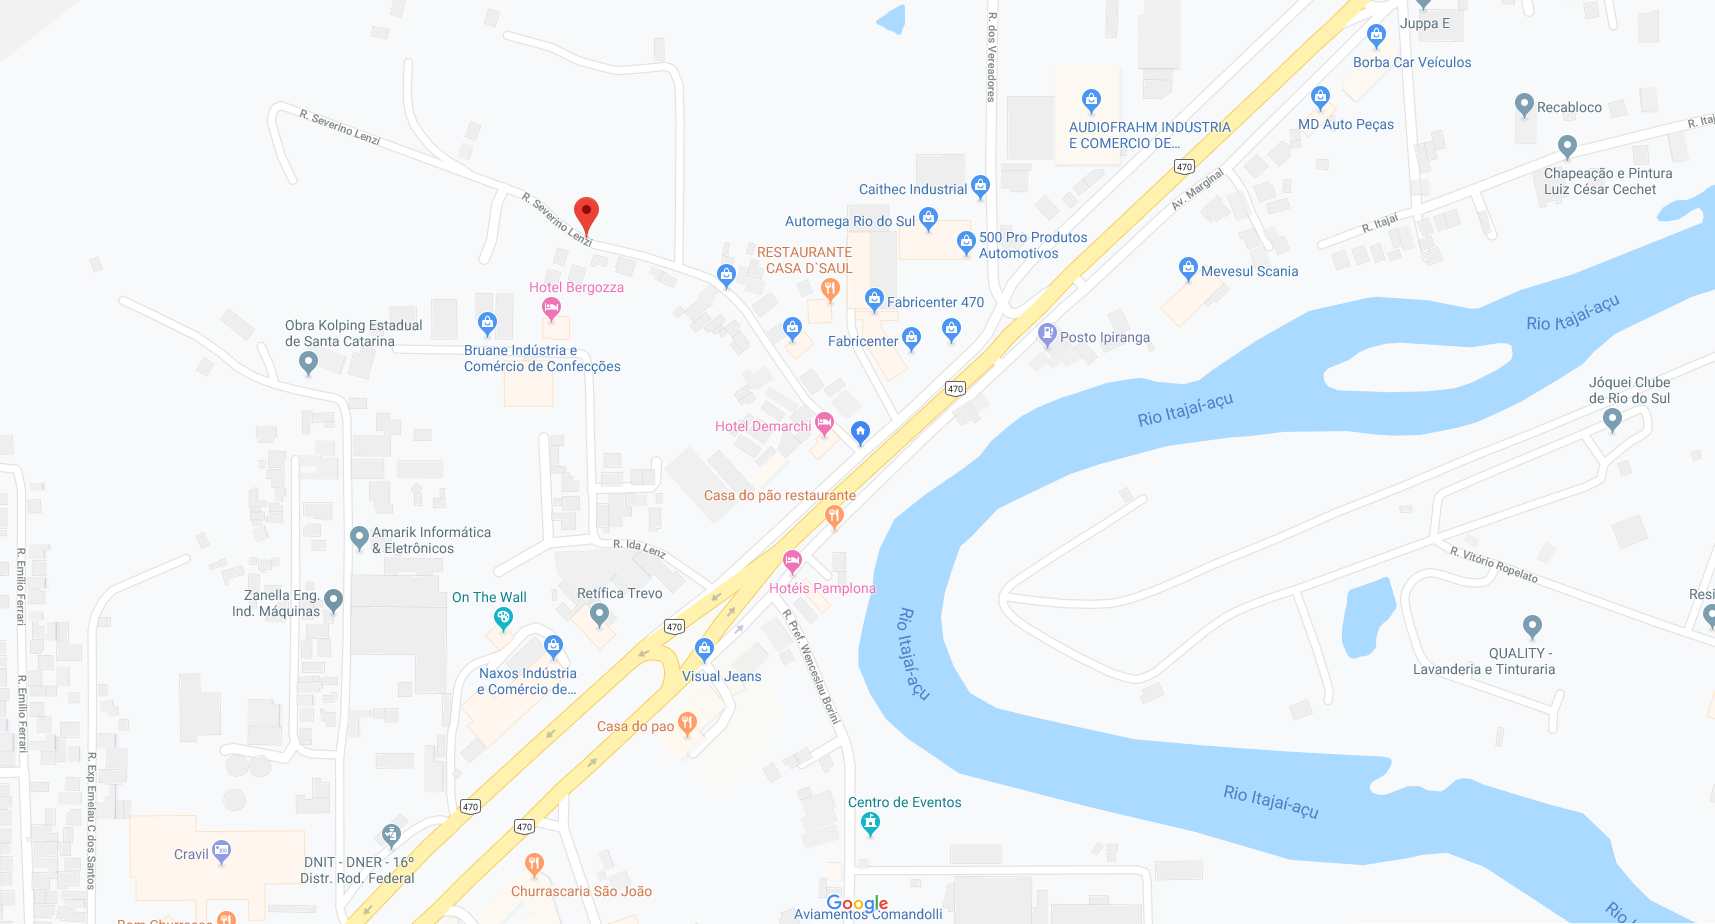 Juppa E
R. dos Vereadores
Borba Car Veículos
MD Auto Peças
Recabloco
R. Itaj
AUDIOFRAHM INDUSTRIA
E COMERCIO DE...
R. Severino Lenzi
470
Av. Marginal
Chapeação e Pintura
Luiz César Cechet
Caithec Industrial
R. Severino Lenzi
Automega Rio do Sul
R. Itajaí
500 Pro Produtos
Automotivos
RESTAURANTE
CASA D`SAUL
Mevesul Scania
Hotel Bergozza
Fabricenter 470
Rio Itajaí-açu
Obra Kolping Estadual
de Santa Catarina
Fabricenter
Posto Ipiranga
Bruane Indústria e
Comércio de Confecções
470
Jóquei Clube
de Rio do Sul
Rio Itajaí-açu
Hotel Demarchi
Casa do pão restaurante
Amarik Informática
& Eletrônicos
R. Ida Lenz
R. Vitório Ropelato
R. Emílio Ferrari
Hotéis Pamplona
Zanella Eng.
Ind. Máquinas
On The Wall
Retífica Trevo
Resi
470
R. Pref. Wenceslau Borini
Rio Itajaí-açu
QUALITY -
Lavanderia e Tinturaria
Naxos Indústria
e Comércio de...
Visual Jeans
R. Emílio Ferrari
Casa do pao
R. Exp Emelau C dos Santos
470
470
Centro de Eventos
Rio Itajaí-açu
Cravil
DNIT - DNER - 16º
Distr. Rod. Federal
Churrascaria São João
Google
Aviamentos Comandolli
Rio It